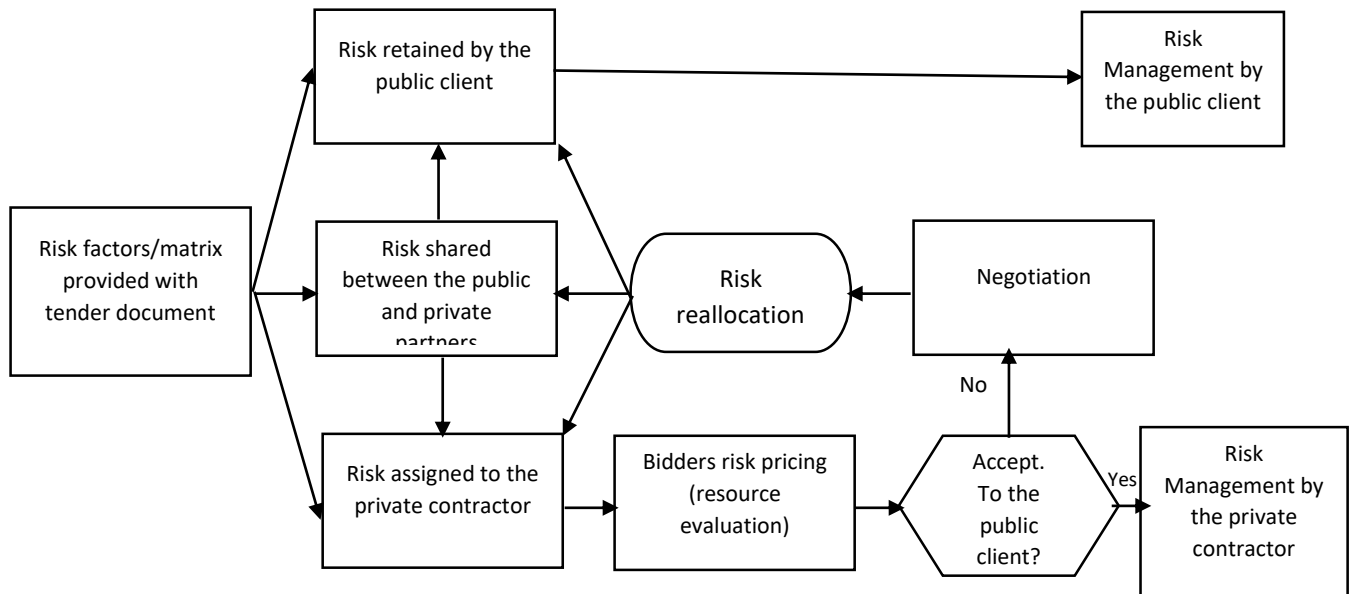 Risk retained by the
public client
Risk
Management by
the public client
Risk factors/matrix
provided with
tender document
Risk shared
between the public
and private
partners
Risk
reallocation
Negotiation
No
Risk assigned to the
private contractor
Bidders risk pricing
(resource
evaluation)
Accept.
To the
public
client?
Yes
Risk
Management by
the private
contractor